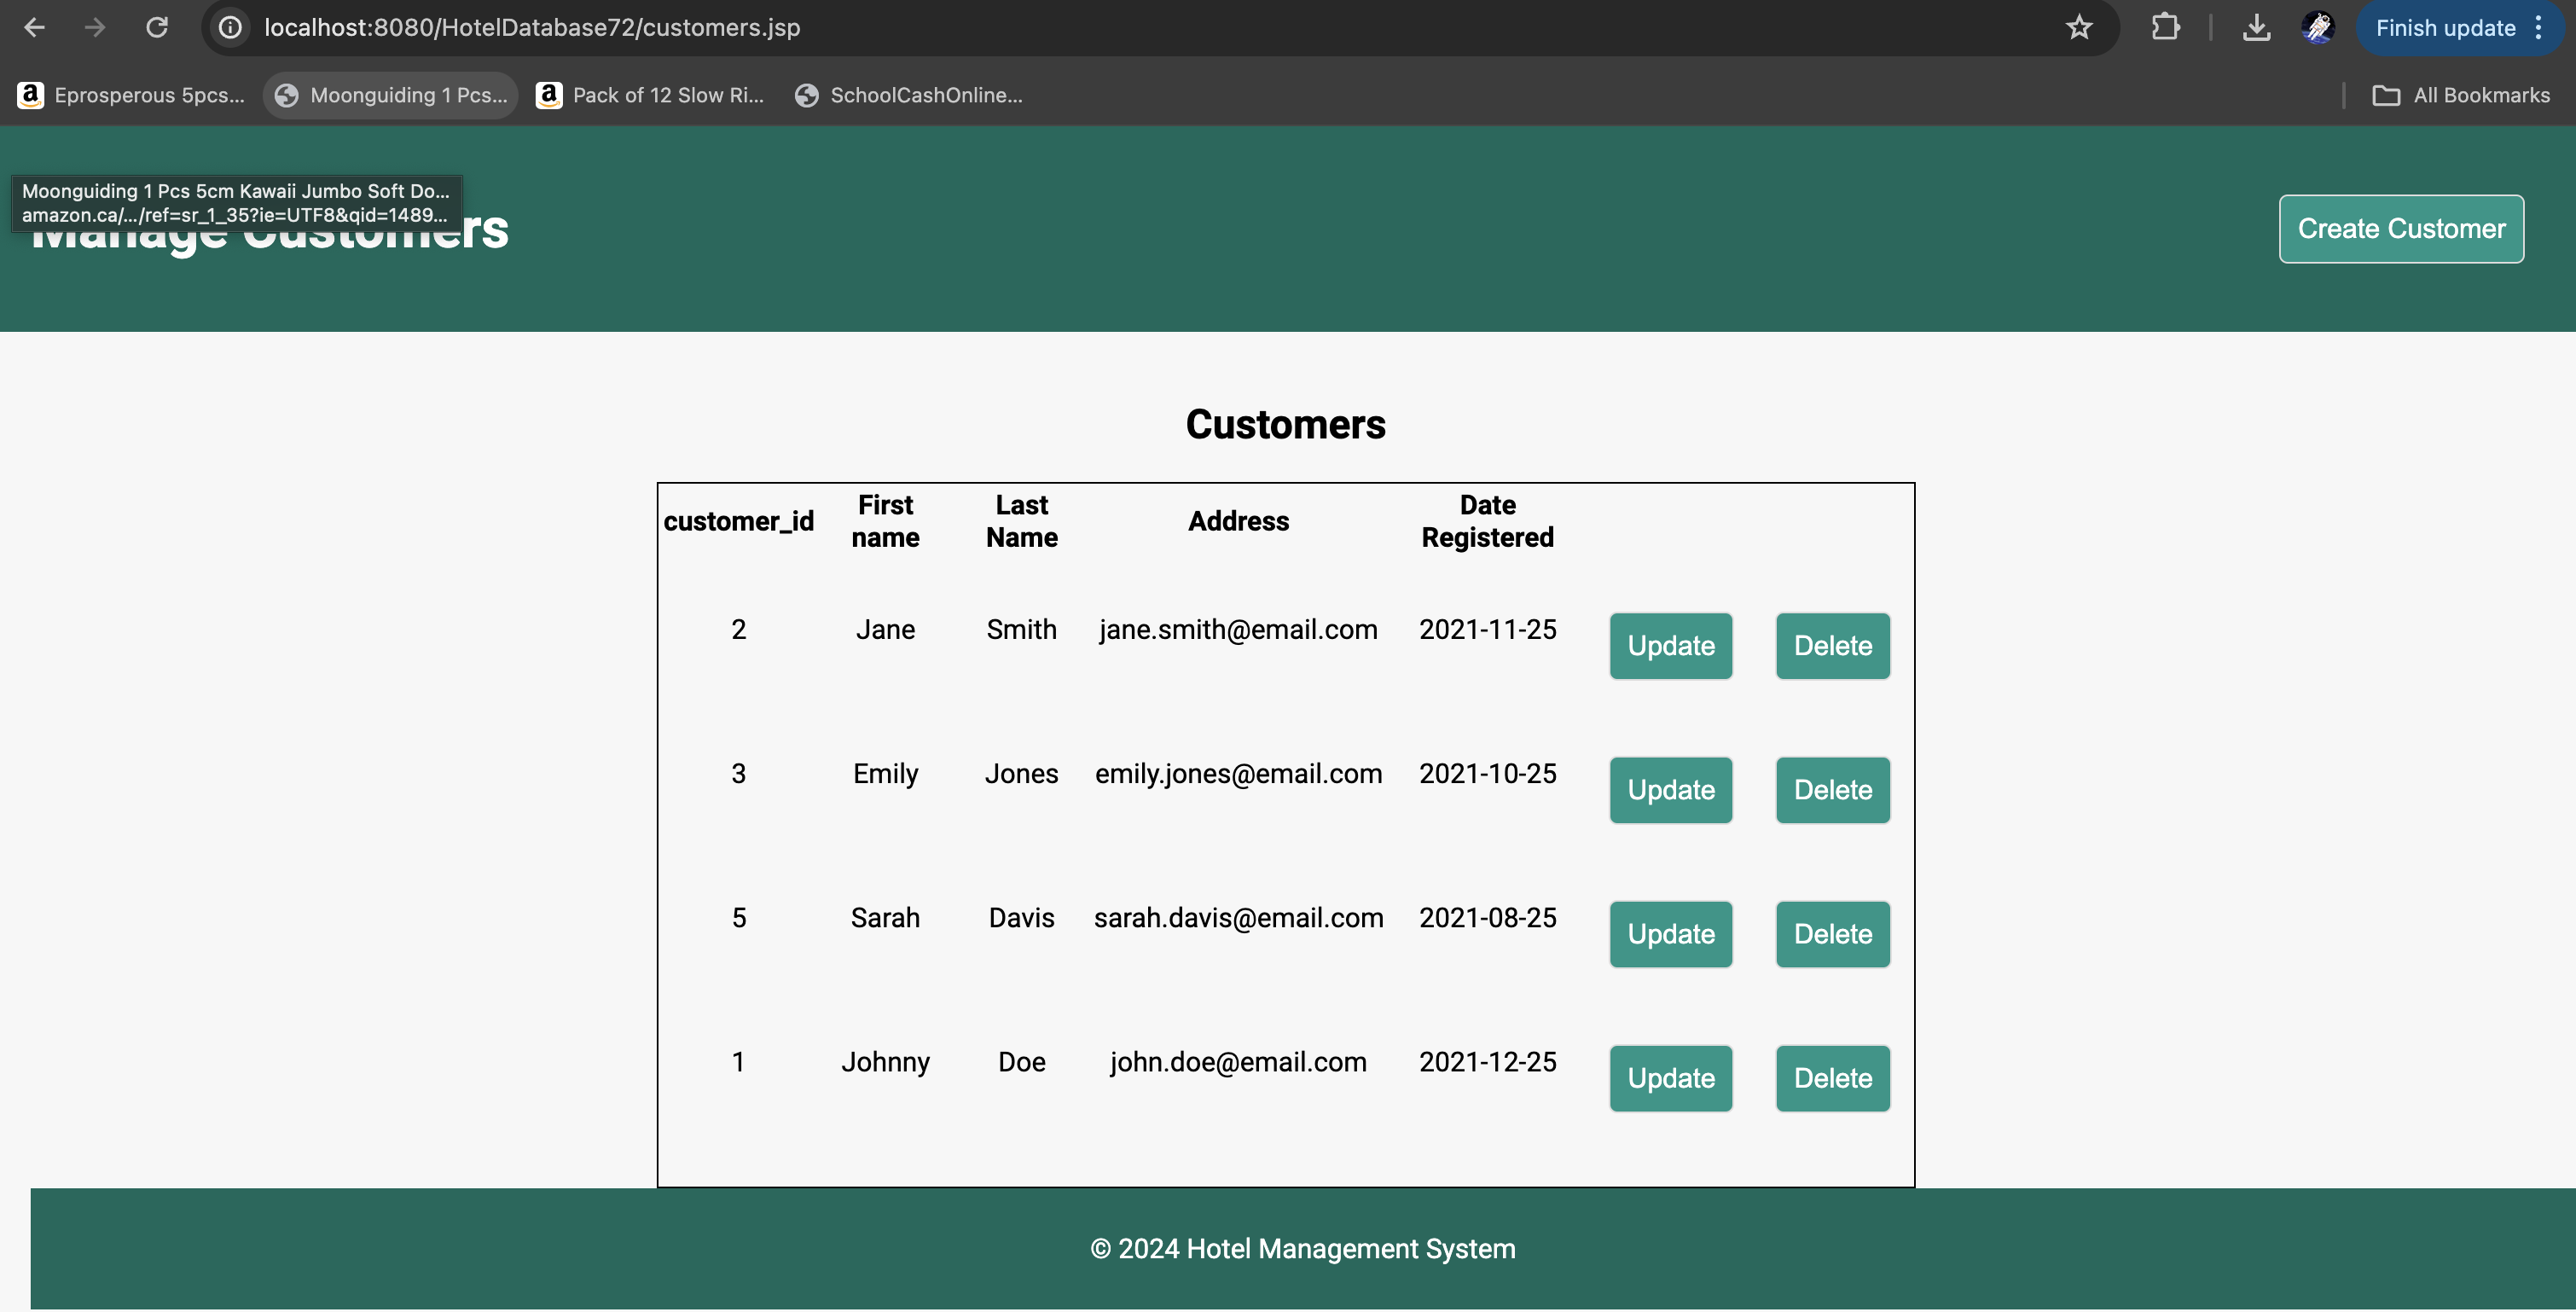 localhost:8080/HotelDatabase72/customers.jsp
Finish update
Eprosperous 5pcs...
Moonguiding 1 Pcs...
Pack of 12 Slow Ri...
SchoolCashOnline...
All Bookmarks
Moonguiding 1 Pcs 5cm Kawaii Jumbo Soft Do...
amazon.ca/.../ref=sr_1_35?ie=UTF8&qid=1489...
Manage Customers
Create Customer
Customers
customer_id First name Last Name Address Date Registered
2 Jane Smith jane.smith@email.com 2021-11-25 Update Delete
3 Emily Jones emily.jones@email.com 2021-10-25 Update Delete
5 Sarah Davis sarah.davis@email.com 2021-08-25 Update Delete
1 Johnny Doe john.doe@email.com 2021-12-25 Update Delete
© 2024 Hotel Management System